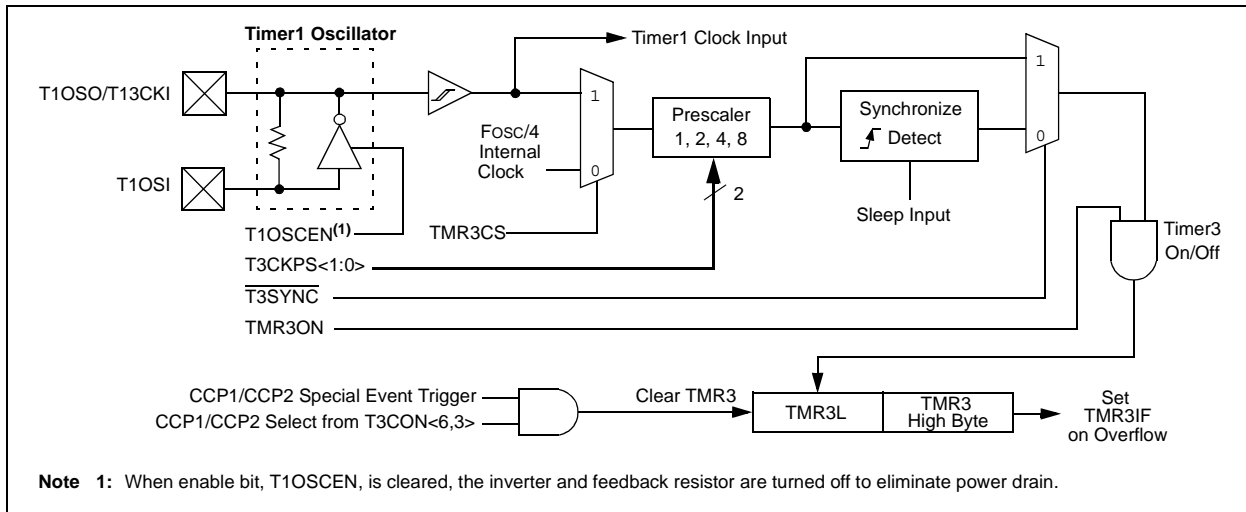 Timer1 Oscillator
Timer1 Clock Input
T1OSO/T13CKI
1
FOSC/4
Internal
Clock
0
Prescaler
1, 2, 4, 8
Synchronize
Detect
1
0
2
T1OSI
Sleep Input
T1OSCEN(1)
TMR3CS
Timer3
On/Off
T3CKPS<1:0>
T3SYNC
TMR3ON
CCP1/CCP2 Special Event Trigger
CCP1/CCP2 Select from T3CON<6,3>
Clear TMR3
TMR3L
TMR3
High Byte
Set
TMR3IF
on Overflow
Note 1: When enable bit, T1OSCEN, is cleared, the inverter and feedback resistor are turned off to eliminate power drain.